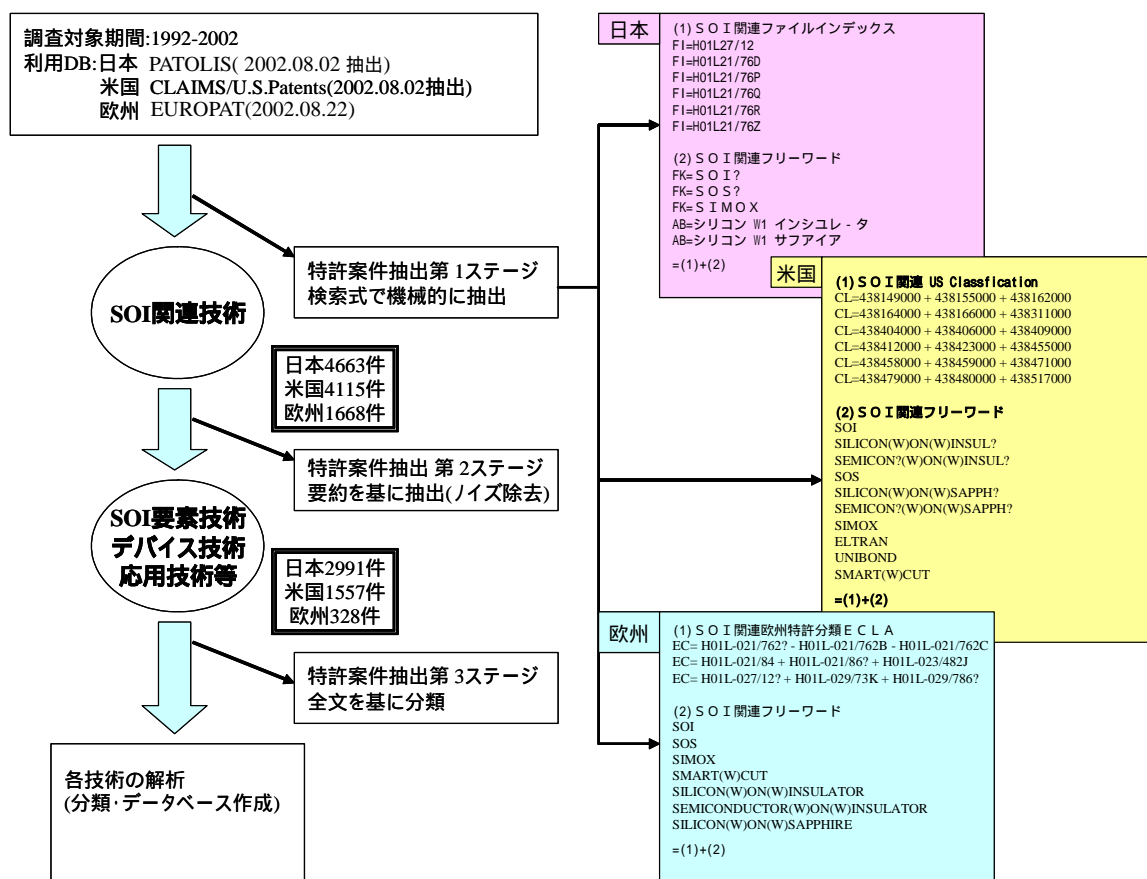 調査対象期間:1992-2002
利用DB:日本 PATOLIS( 2002.08.02 抽出)
米国 CLAIMS/U.S.Patents(2002.08.02抽出)
欧州 EUROPAT(2002.08.22)
特許案件抽出第 1ステージ
検索式で機械的に抽出
SOI関連技術
日本4663件
米国4115件
欧州1668件
特許案件抽出 第 2ステージ
要約を基に抽出(ノイズ除去)
SOI要素技術
デバイス技術
応用技術等
日本2991件
米国1557件
欧州328件
特許案件抽出第 3ステージ
全文を基に分類
各技術の解析
(分類・データベース作成)
日本
(1)ＳＯＩ関連ファイルインデックス
FI=H01L27/12
FI=H01L21/76D
FI=H01L21/76P
FI=H01L21/76Q
FI=H01L21/76R
FI=H01L21/76Z
(2)ＳＯＩ関連フリーワード
FK=ＳＯＩ?
FK=ＳＯＳ?
FK=ＳＩＭＯＸ
AB=シリコン W1 インシユレ‐タ
AB=シリコン W1 サフアイア
=(1)+(2)
米国
(1)ＳＯＩ関連 US Classfication
CL=438149000 + 438155000 + 438162000
CL=438164000 + 438166000 + 438311000
CL=438404000 + 438406000 + 438409000
CL=438412000 + 438423000 + 438455000
CL=438458000 + 438459000 + 438471000
CL=438479000 + 438480000 + 438517000
(2)ＳＯＩ関連フリーワード
SOI
SILICON(W)ON(W)INSUL?
SEMICON?(W)ON(W)INSUL?
SOS
SILICON(W)ON(W)SAPPH?
SEMICON?(W)ON(W)SAPPH?
SIMOX
ELTRAN
UNIBOND
SMART(W)CUT
=(1)+(2)
欧州
(1)ＳＯＩ関連欧州特許分類ＥＣＬＡ
EC= H01L-021/762? - H01L-021/762B - H01L-021/762C
EC= H01L-021/84 + H01L-021/86? + H01L-023/482J
EC= H01L-027/12? + H01L-029/73K + H01L-029/786?
(2)ＳＯＩ関連フリーワード
SOI
SOS
SIMOX
SMART(W)CUT
SILICON(W)ON(W)INSULATOR
SEMICONDUCTOR(W)ON(W)INSULATOR
SILICON(W)ON(W)SAPPHIRE
=(1)+(2)